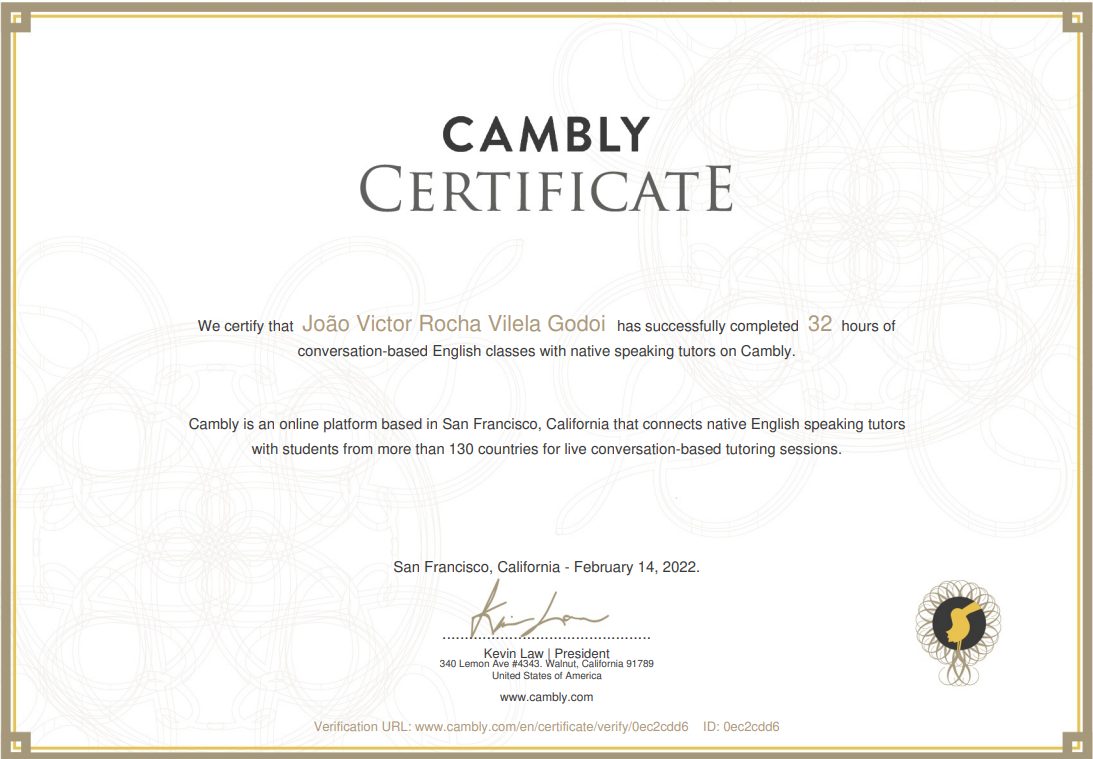 CAMBLY
CERTIFICATE
We certify that João Victor Rocha Vilela Godoi has successfully completed 32 hours of
conversation-based English classes with native speaking tutors on Cambly.
Cambly is an online platform based in San Francisco, California that connects native English speaking tutors
with students from more than 130 countries for live conversation-based tutoring sessions.
San Francisco, California - February 14, 2022.
Kevin Law | President
340 Lemon Ave #4343. Walnut, California 91789
United States of America
www.cambly.com
Verification URL: www.cambly.com/en/certificate/verify/0ec2cdd6 ID: 0ec2cdd6